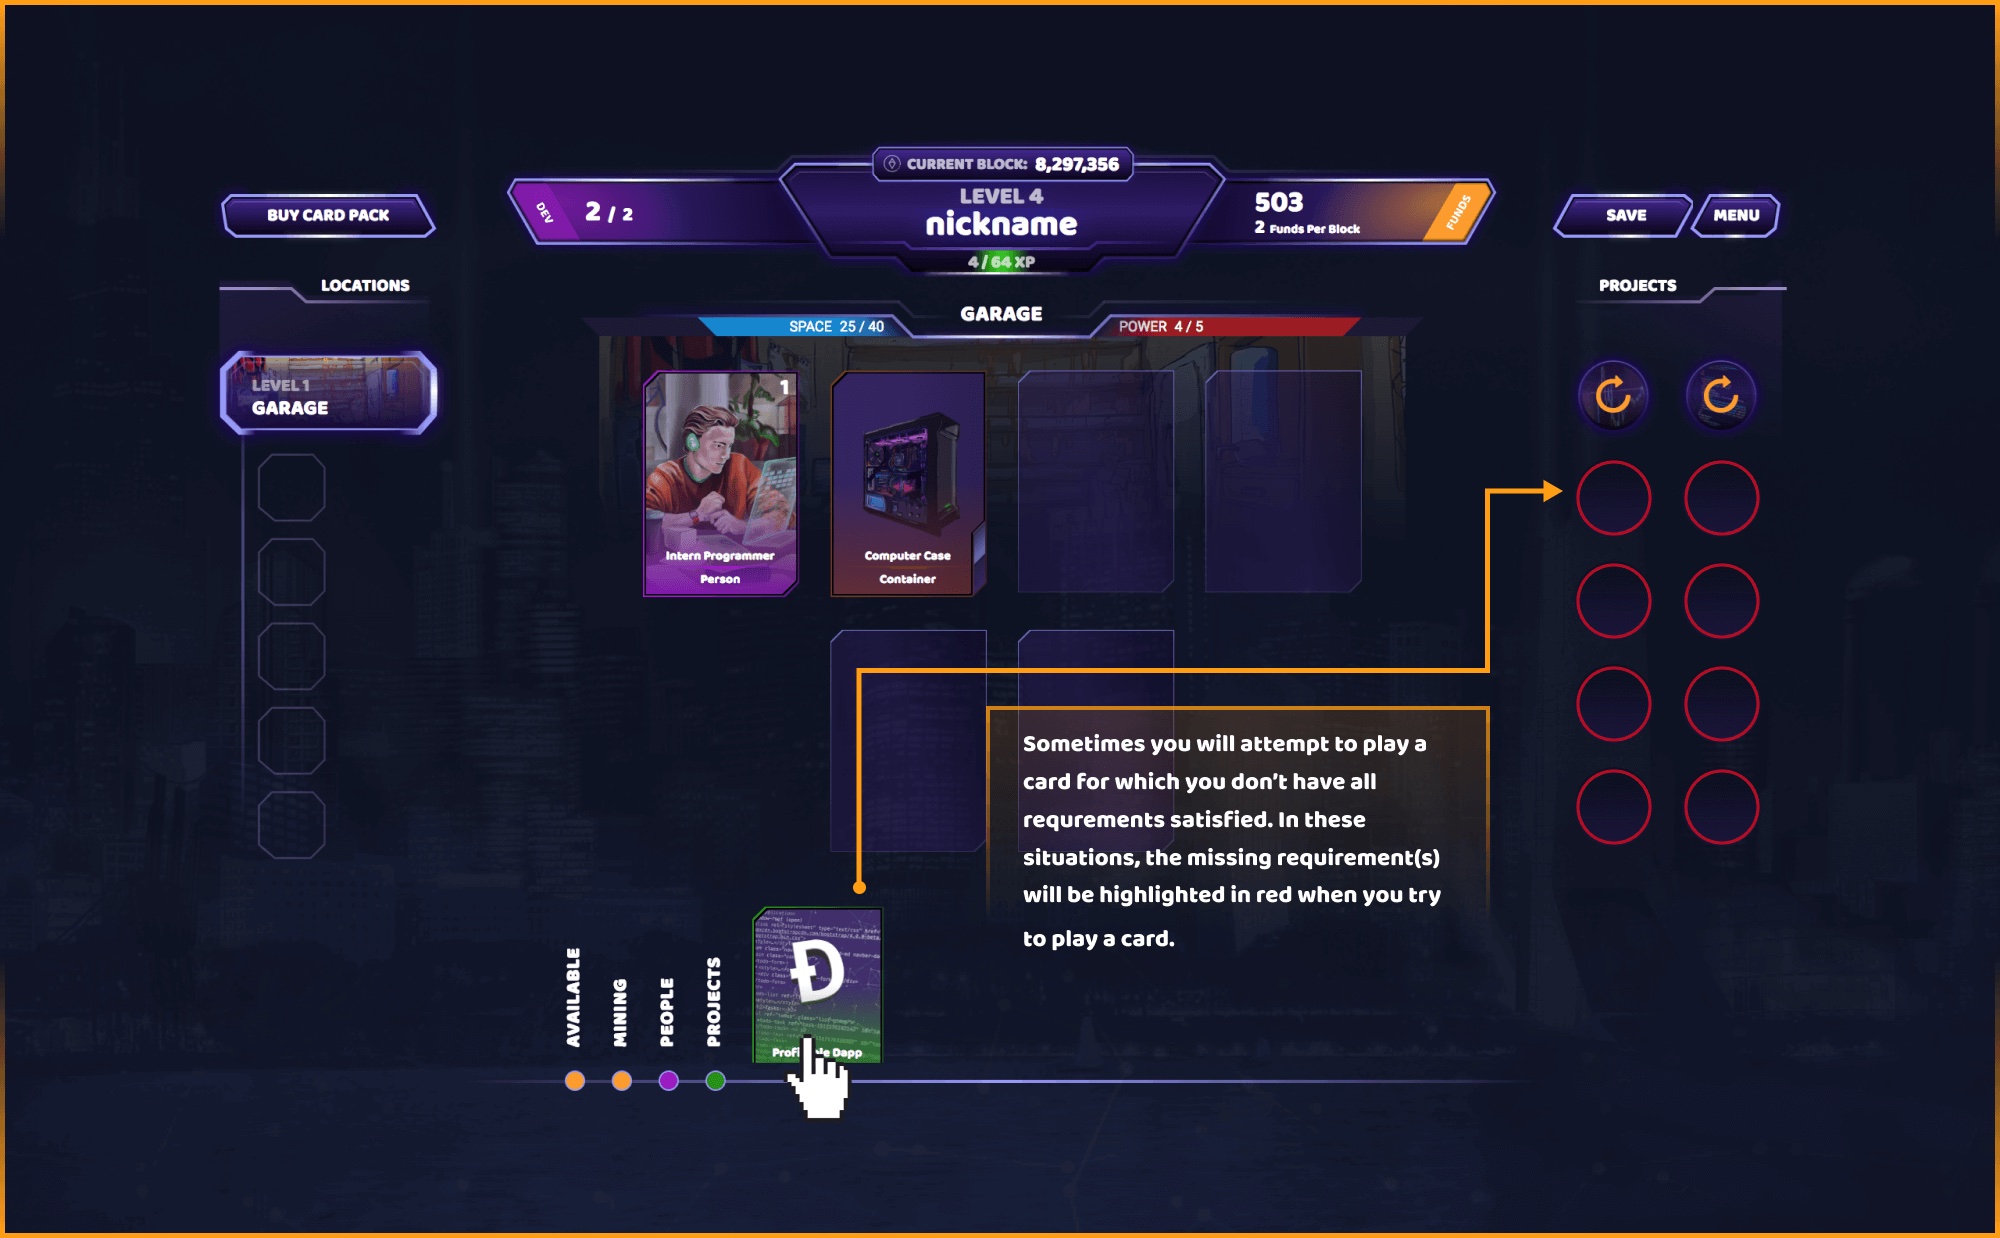 CURRENT BLOCK: 8,297,356
BUY CARD PACK
DEV
2 / 2
LEVEL 4
nickname
4 / 64 XP
503
2 Funds Per Block
FUNDS
SAVE
MENU
LOCATIONS
LEVEL 1
GARAGE
GARAGE
SPACE 25 / 40
POWER 4 / 5
PROJECTS
1
Intern Programmer
Person
Computer Case
Container
Sometimes you will attempt to play a
card for which you don't have all
requrements satisfied. In these
situations, the missing requirement(s)
will be highlighted in red when you try
to play a card.
AVAILABLE
MINING
PEOPLE
PROJECTS
Dapp